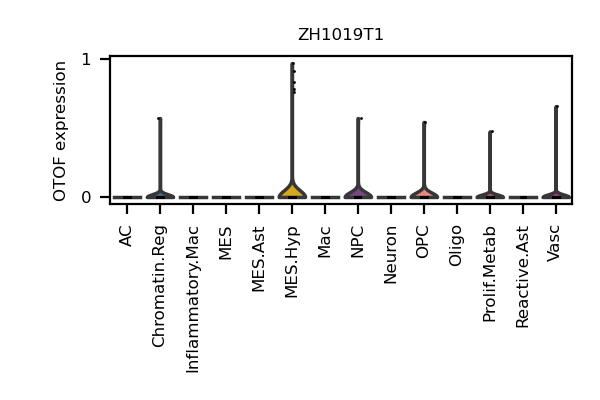 ZH1019T1
OTOF expression
1
0
AC
Chromatin.Reg
Inflammatory.Mac
MES
MES.Ast
MES.Hyp
Mac
NPC
Neuron
OPC
Oligo
Prolif.Metab
Reactive.Ast
Vasc